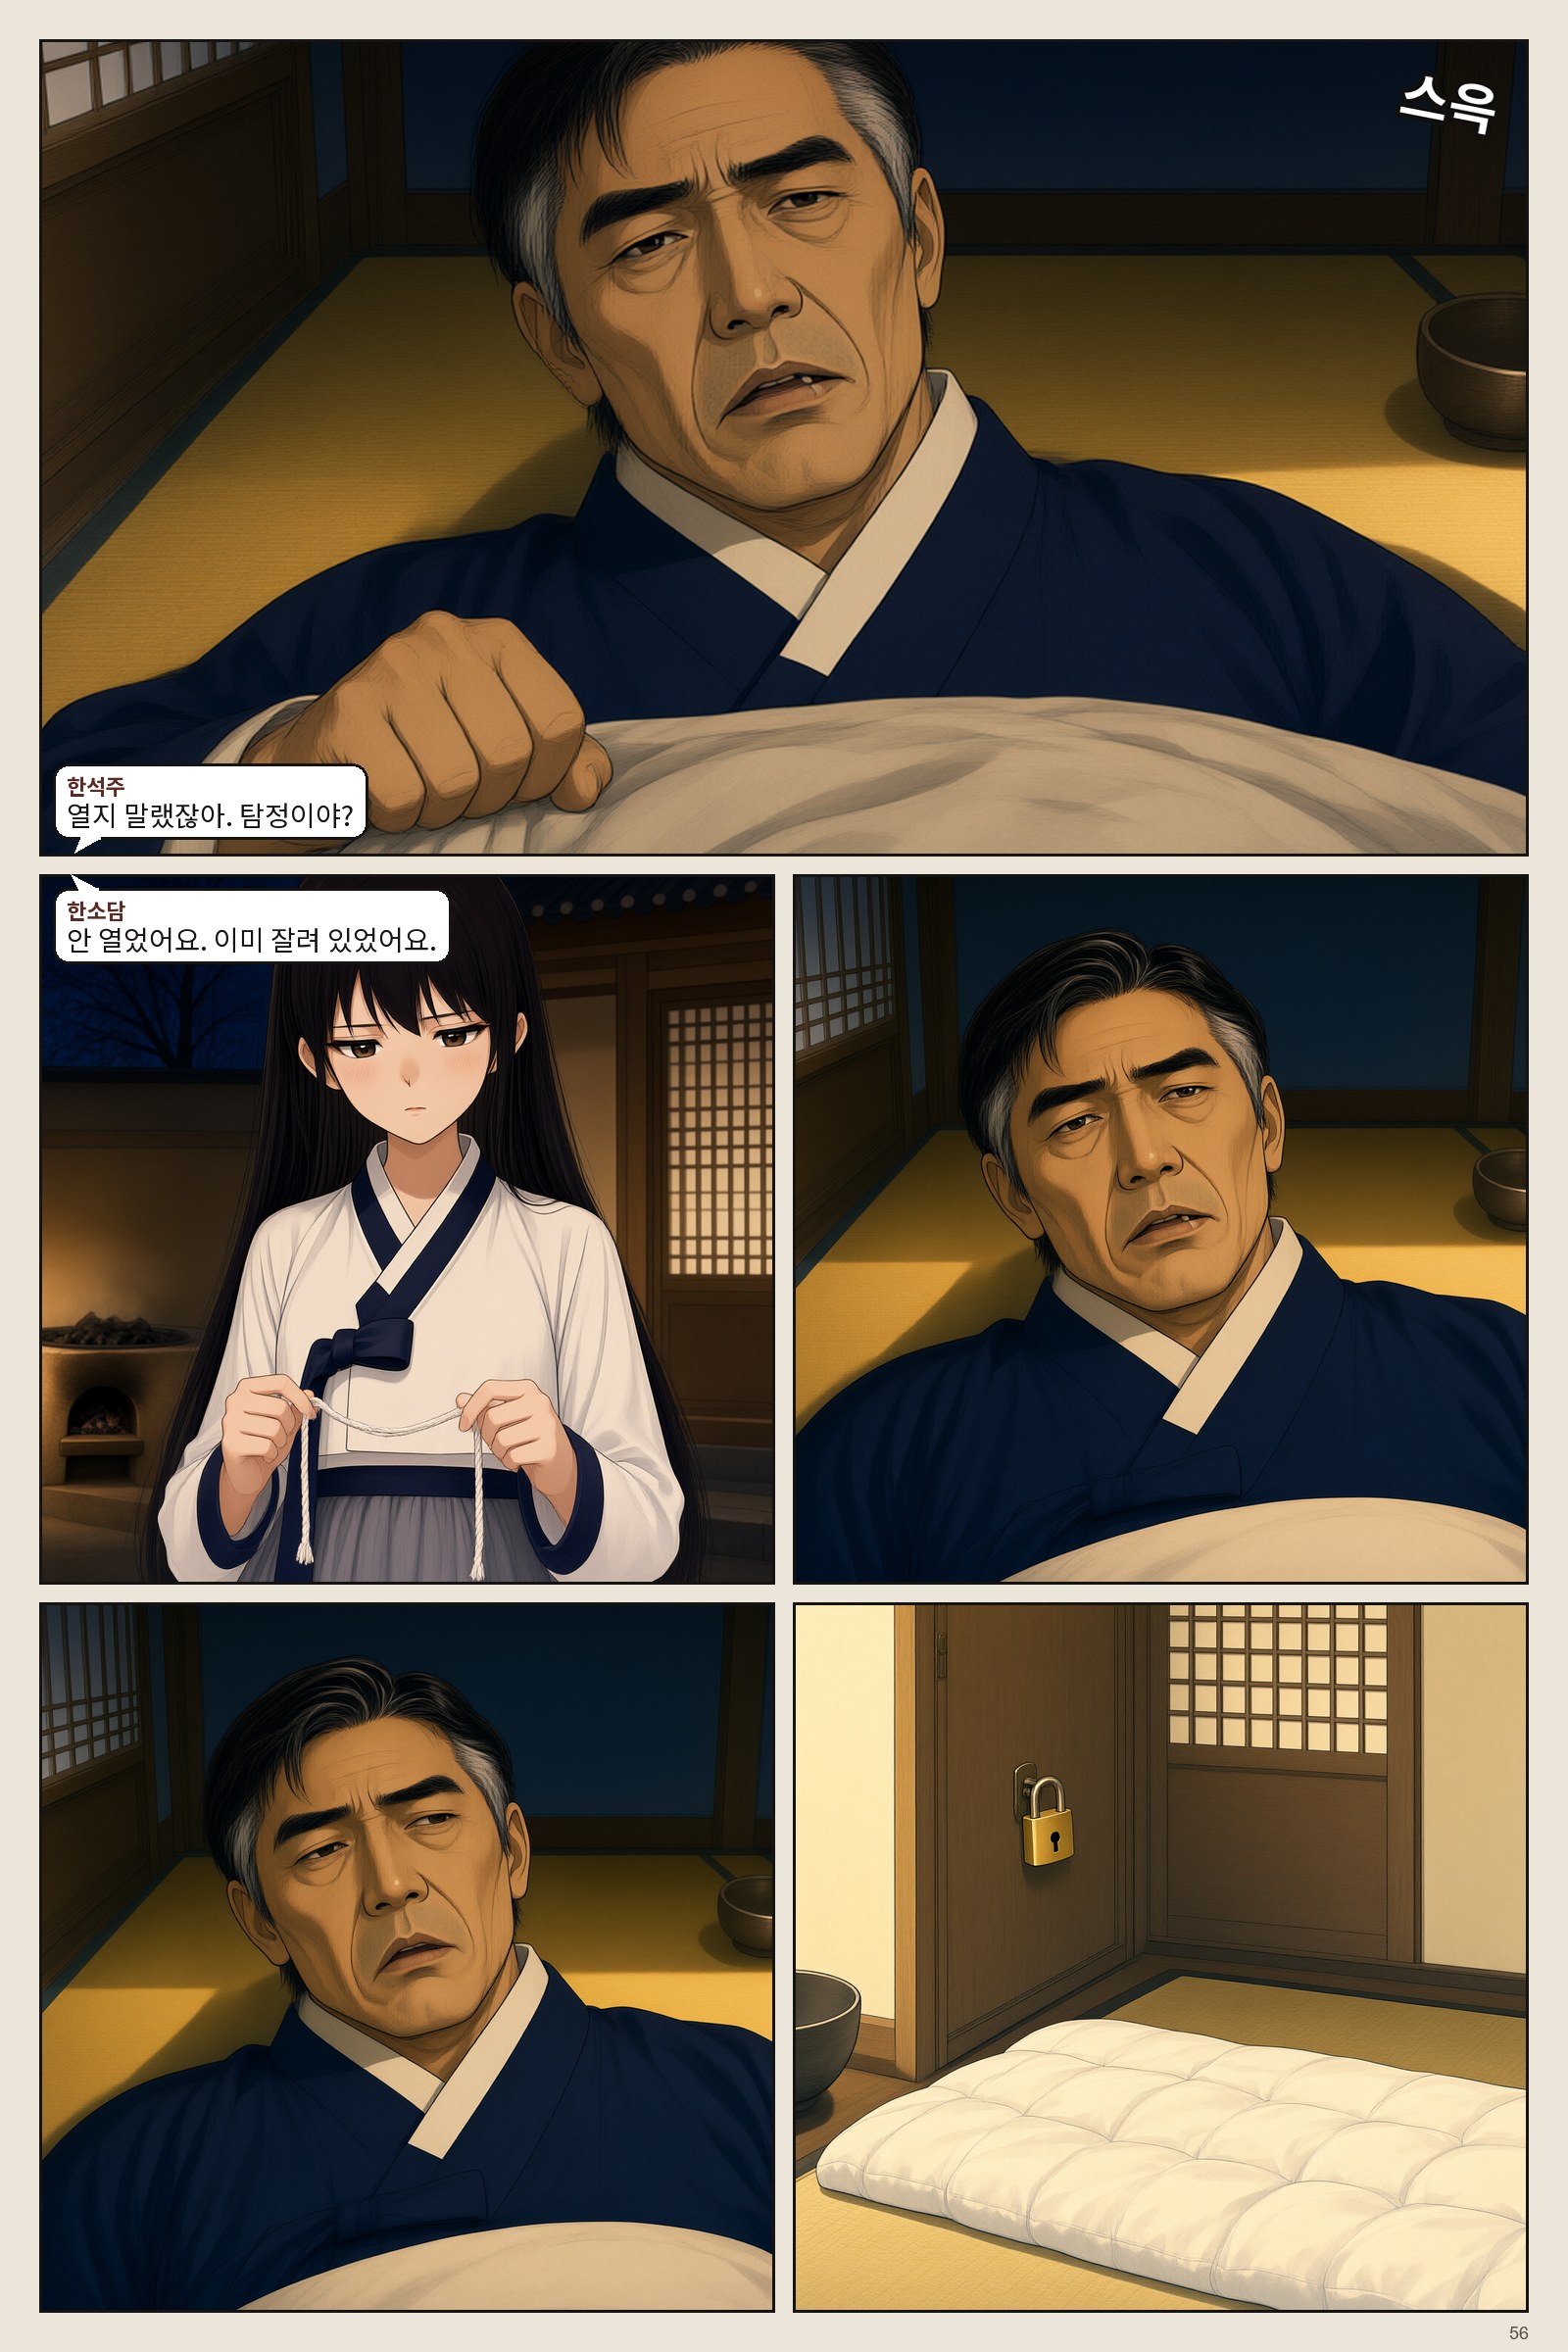 스윽
한석주
열지 말랬잖아. 탐정이야?
한소담
안 열었어요. 이미 잘려 있었어요.
56